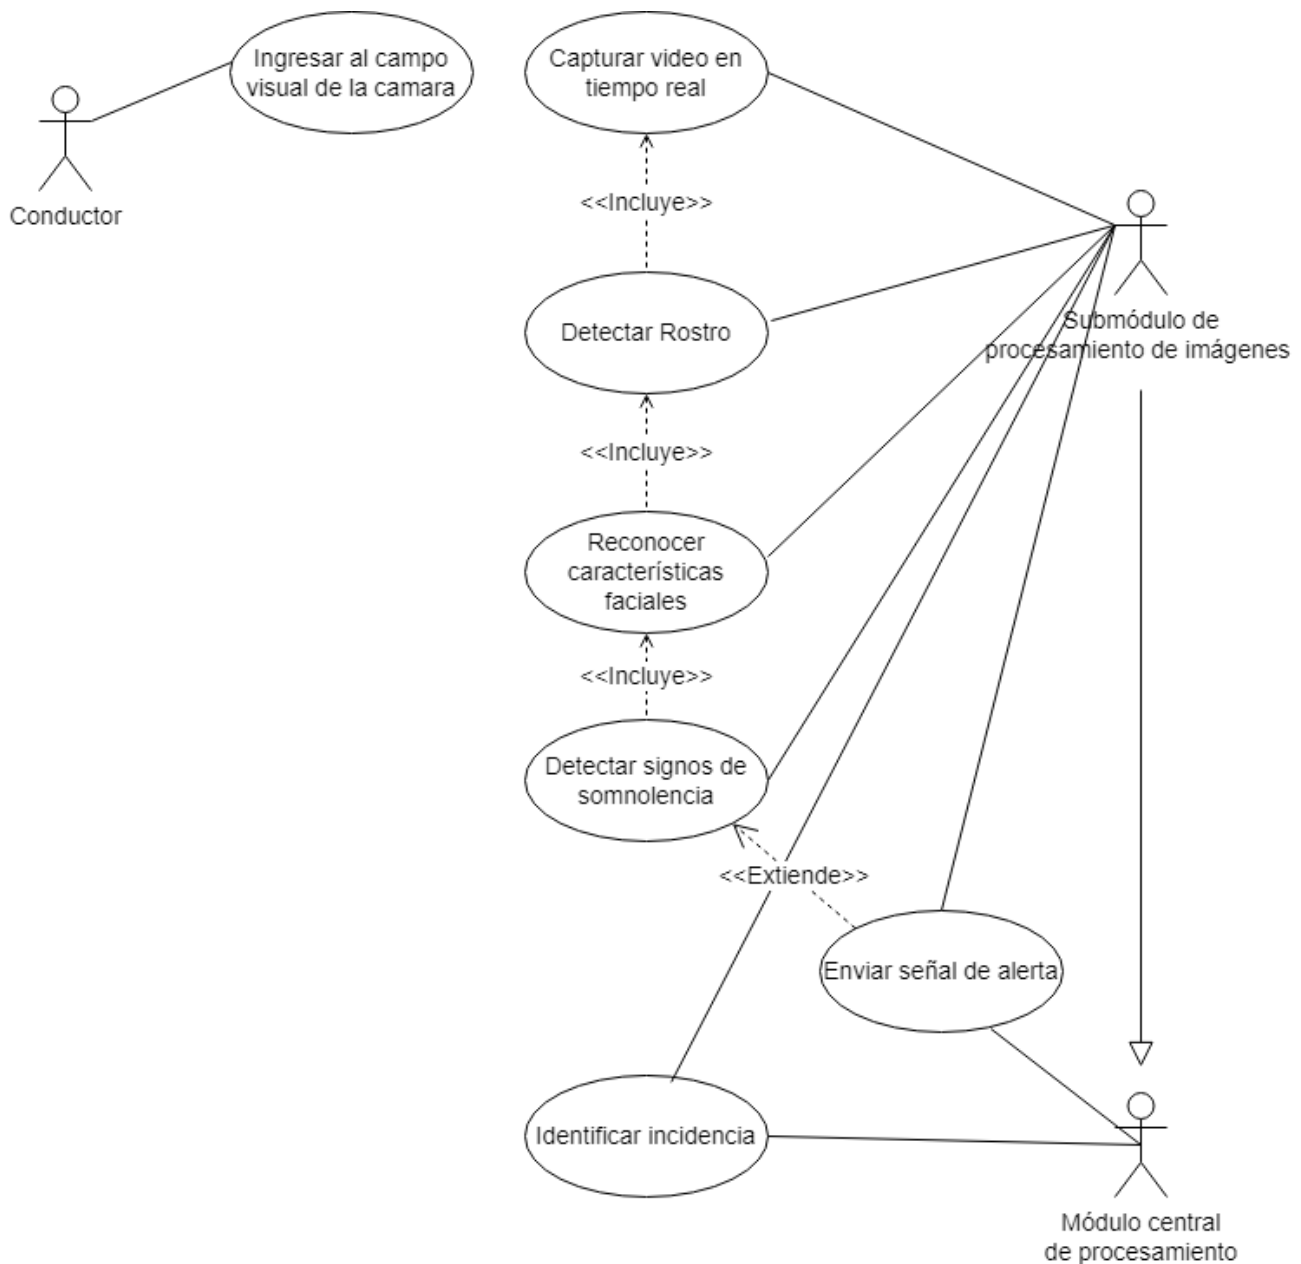 Ingresar al campo
visual de la camara
Capturar video en
tiempo real
Conductor
<<Incluye>>
Submódulo de
procesamiento de imágenes
Detectar Rostro
<<Incluye>>
Reconocer
características
faciales
<<Incluye>>
Detectar signos de
somnolencia
<<Extiende>>
Enviar señal de alerta
Identificar incidencia
Módulo central
de procesamiento